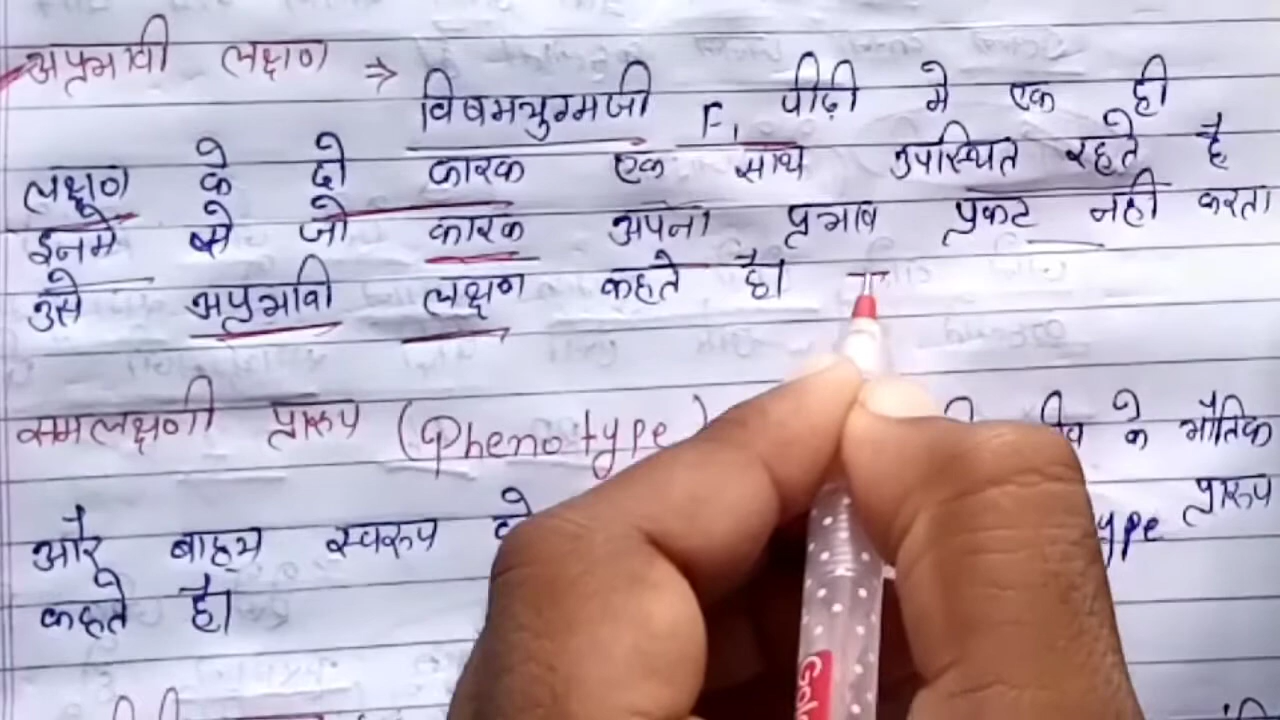 अप्रभावी लक्षण ⇒
विषमयुग्मजी F₁ पीढ़ी मे एक ही
लक्षण के दो कारक एक साथ उपस्थित रहते है
इनमे से जो कारक अपना प्रभाव प्रकट नही करता
उसे अप्रभावी लक्षण कहते है।
समलक्षणी प्रारूप (Phenotype) के भौतिक
और बाह्य स्वरूप प्रारूप
कहते है।